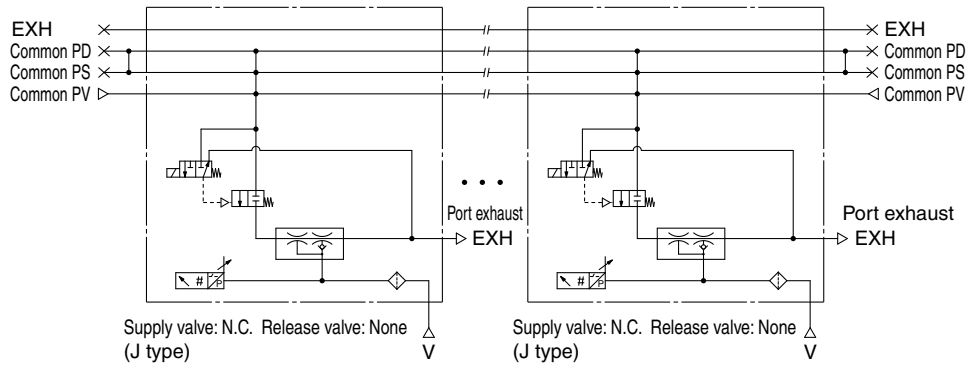 EXH
Common PD
Common PS
Common PV
EXH
Common PD
Common PS
Common PV
Port exhaust
EXH
Port exhaust
EXH
#
P
#
P
Supply valve: N.C. Release valve: None
(J type)
V
Supply valve: N.C. Release valve: None
(J type)
V